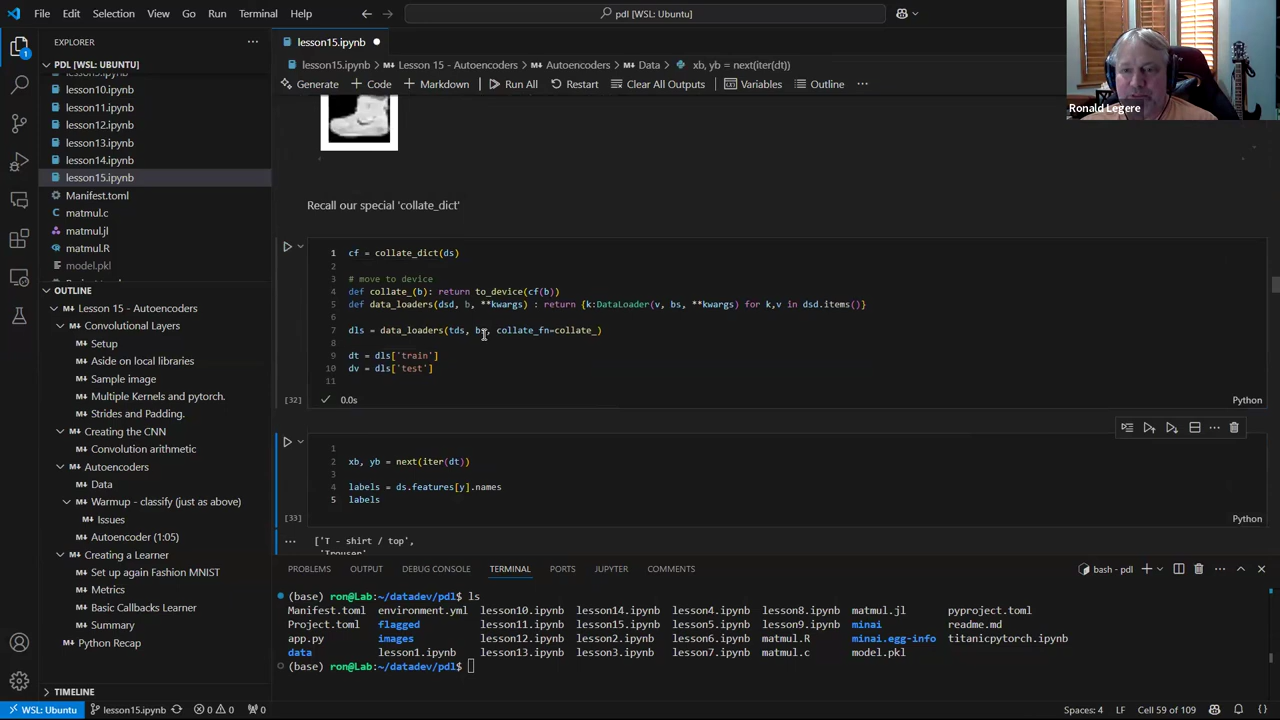 File Edit Selection View Go Run Terminal Help
pdl [WSL: Ubuntu]
EXPLORER
lesson15.ipynb
PDL [WSL: UBUNTU]
lesson15.ipynb > Lesson 15 - Autoencoders > Autoencoders > Data > xb, yb = next(iter(dt))
Generate + Code + Markdown Run All Restart Clear All Outputs Variables Outline ...
Ronald Legere
lesson10.ipynb
lesson11.ipynb
lesson12.ipynb
lesson13.ipynb
lesson14.ipynb
lesson15.ipynb
Manifest.toml
matmul.c
matmul.jl
matmul.R
model.pkl
OUTLINE
Lesson 15 - Autoencoders
Convolutional Layers
Setup
Aside on local libraries
Sample image
Multiple Kernels and pytorch.
Strides and Padding.
Creating the CNN
Convolution arithmetic
Autoencoders
Data
Warmup - classify (just as above)
Issues
Autoencoder (1:05)
Creating a Learner
Set up again Fashion MNIST
Metrics
Basic Callbacks Learner
Summary
Python Recap
TIMELINE
Recall our special 'collate_dict'
1 cf = collate_dict(ds)
2
3 # move to device
4 def collate_(b): return to_device(cf(b))
5 def data_loaders(dsd, b, **kwargs) : return {k:DataLoader(v, bs, **kwargs) for k,v in dsd.items()}
6
7 dls = data_loaders(tds, bs, collate_fn=collate_)
8
9 dt = dls['train']
10 dv = dls['test']
11
[32] 0.0s Python
1
2 xb, yb = next(iter(dt))
3
4 labels = ds.features[y].names
5 labels
[33] Python
... ['T - shirt / top',
'Trouser',
PROBLEMS OUTPUT DEBUG CONSOLE TERMINAL PORTS JUPYTER COMMENTS
bash - pdl
(base) ron@Lab:~/datadev/pdl$ ls
Manifest.toml environment.yml lesson10.ipynb lesson14.ipynb lesson4.ipynb lesson8.ipynb matmul.jl pyproject.toml
Project.toml flagged lesson11.ipynb lesson15.ipynb lesson5.ipynb lesson9.ipynb minai readme.md
app.py images lesson12.ipynb lesson2.ipynb lesson6.ipynb matmul.R minai.egg-info titanicpytorch.ipynb
data lesson1.ipynb lesson13.ipynb lesson3.ipynb lesson7.ipynb matmul.c model.pkl
(base) ron@Lab:~/datadev/pdl$
WSL: Ubuntu lesson15.ipynb 0 0 0 Spaces: 4 LF Cell 59 of 109